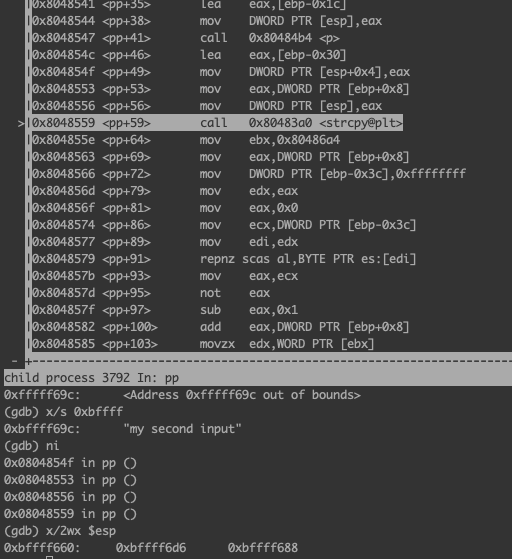 |0x8048541 <pp+35> lea eax,[ebp-0x1c]
|0x8048544 <pp+38> mov DWORD PTR [esp],eax
|0x8048547 <pp+41> call 0x80484b4 <p>
|0x804854c <pp+46> lea eax,[ebp-0x30]
|0x804854f <pp+49> mov DWORD PTR [esp+0x4],eax
|0x8048553 <pp+53> mov eax,DWORD PTR [ebp+0x8]
|0x8048556 <pp+56> mov DWORD PTR [esp],eax
>|0x8048559 <pp+59> call 0x80483a0 <strcpy@plt>
|0x804855e <pp+64> mov ebx,0x80486a4
|0x8048563 <pp+69> mov eax,DWORD PTR [ebp+0x8]
|0x8048566 <pp+72> mov DWORD PTR [ebp-0x3c],0xffffffff
|0x804856d <pp+79> mov edx,eax
|0x804856f <pp+81> mov eax,0x0
|0x8048574 <pp+86> mov ecx,DWORD PTR [ebp-0x3c]
|0x8048577 <pp+89> mov edi,edx
|0x8048579 <pp+91> repnz scas al,BYTE PTR es:[edi]
|0x804857b <pp+93> mov eax,ecx
|0x804857d <pp+95> not eax
|0x804857f <pp+97> sub eax,0x1
|0x8048582 <pp+100> add eax,DWORD PTR [ebp+0x8]
|0x8048585 <pp+103> movzx edx,WORD PTR [ebx]
child process 3792 In: pp
0xfffff69c: <Address 0xfffff69c out of bounds>
(gdb) x/s 0xbffff
0xbffff69c: "my second input"
(gdb) ni
0x0804854f in pp ()
0x08048553 in pp ()
0x08048556 in pp ()
0x08048559 in pp ()
(gdb) x/2wx $esp
0xbffff660: 0xbffff6d6 0xbffff688